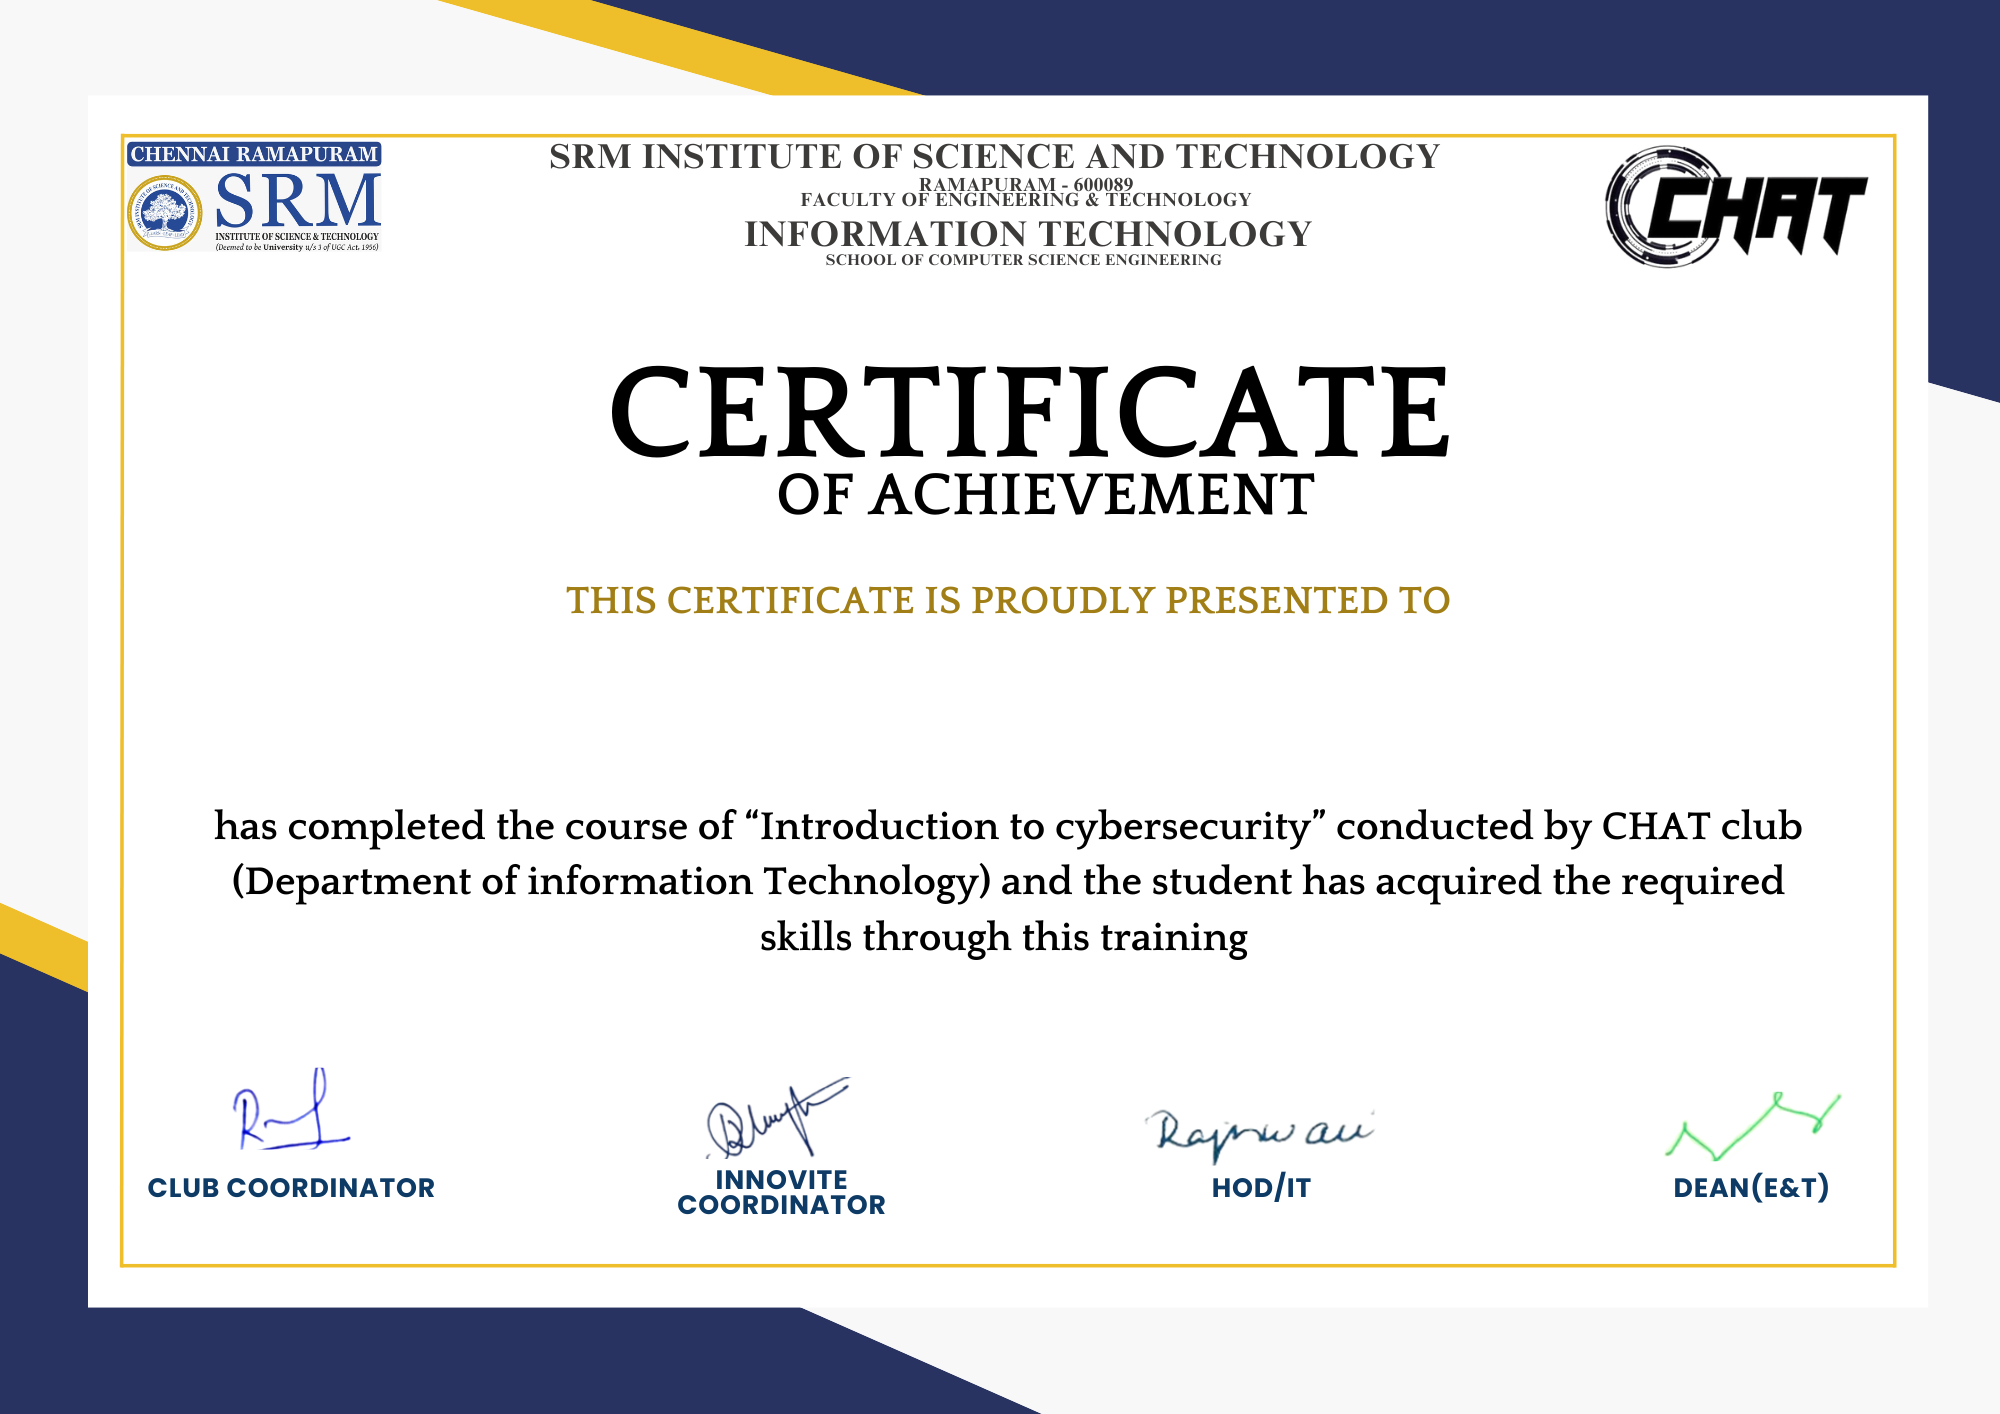 CHENNAI RAMAPURAM
SRM
INSTITUTE OF SCIENCE & TECHNOLOGY
(Deemed to be University u/s 3 of UGC Act, 1956)
SRM INSTITUTE OF SCIENCE AND TECHNOLOGY
RAMAPURAM - 600089
FACULTY OF ENGINEERING & TECHNOLOGY
INFORMATION TECHNOLOGY
SCHOOL OF COMPUTER SCIENCE ENGINEERING
CHAT
CERTIFICATE
OF ACHIEVEMENT
THIS CERTIFICATE IS PROUDLY PRESENTED TO
has completed the course of “Introduction to cybersecurity” conducted by CHAT club
(Department of information Technology) and the student has acquired the required
skills through this training
CLUB COORDINATOR
INNOVITE
COORDINATOR
HOD/IT
DEAN(E&T)